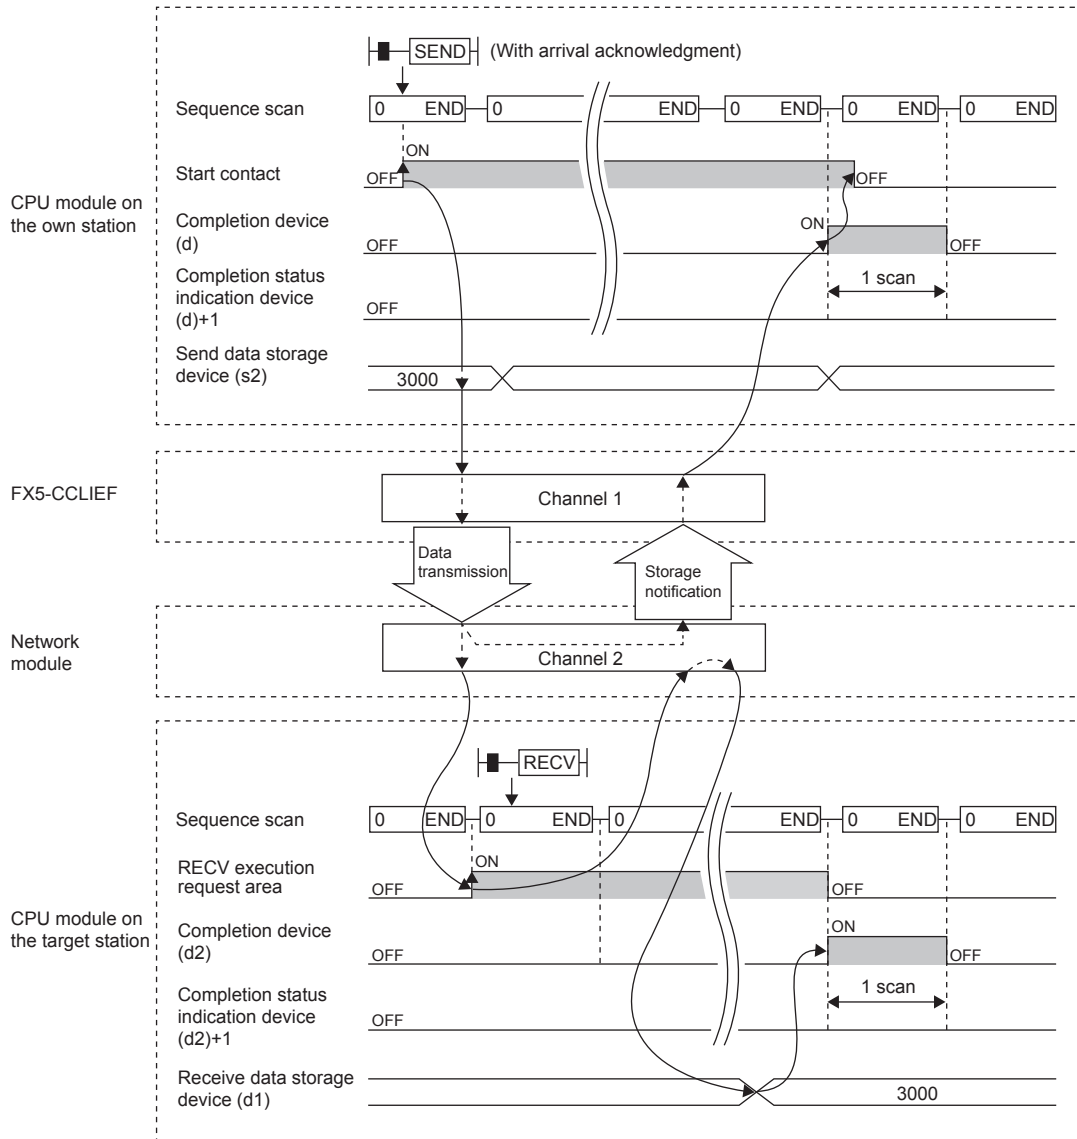 SEND (With arrival acknowledgment)
Sequence scan
0 END 0 END 0 END 0 END 0 END
ON
Start contact
OFF OFF
CPU module on
the own station
Completion device
(d)
ON
OFF OFF
1 scan
Completion status
indication device
(d)+1
OFF
Send data storage
device (s2)
3000
FX5-CCLIEF
Channel 1
Data
transmission
Storage
notification
Network
module
Channel 2
RECV
Sequence scan
0 END 0 END 0 END 0 END 0 END
ON
RECV execution
request area
OFF OFF
CPU module on
the target station
Completion device
(d2)
ON
OFF OFF
1 scan
Completion status
indication device
(d2)+1
OFF
Receive data storage
device (d1)
3000